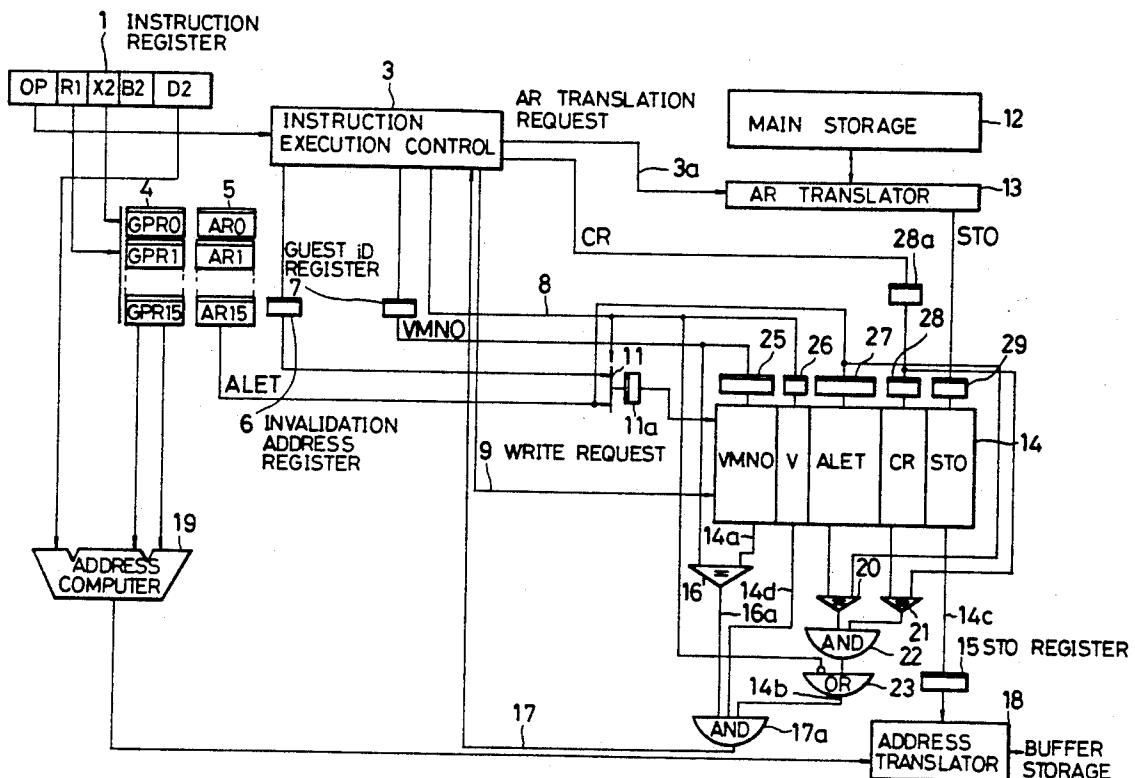 1 INSTRUCTION
REGISTER
OP R1 X2 B2 D2
3
INSTRUCTION
EXECUTION CONTROL
AR TRANSLATION
REQUEST
3a
MAIN STORAGE
12
AR TRANSLATOR
13
CR
STO
28a
4
5
GPR0
GPR1
GPR15
AR0
AR1
AR15
GUEST iD
REGISTER
7
VMNO
8
ALET
6 INVALIDATION
ADDRESS
REGISTER
11
11a
25
26
27
28
29
9 WRITE REQUEST
VMNO V ALET CR STO
14
14a
16
16a
14d
=
20
=
21
=
14c
AND
22
OR
23
14b
15 STO REGISTER
AND
17a
17
19
ADDRESS
COMPUTER
18
ADDRESS
TRANSLATOR
BUFFER
STORAGE